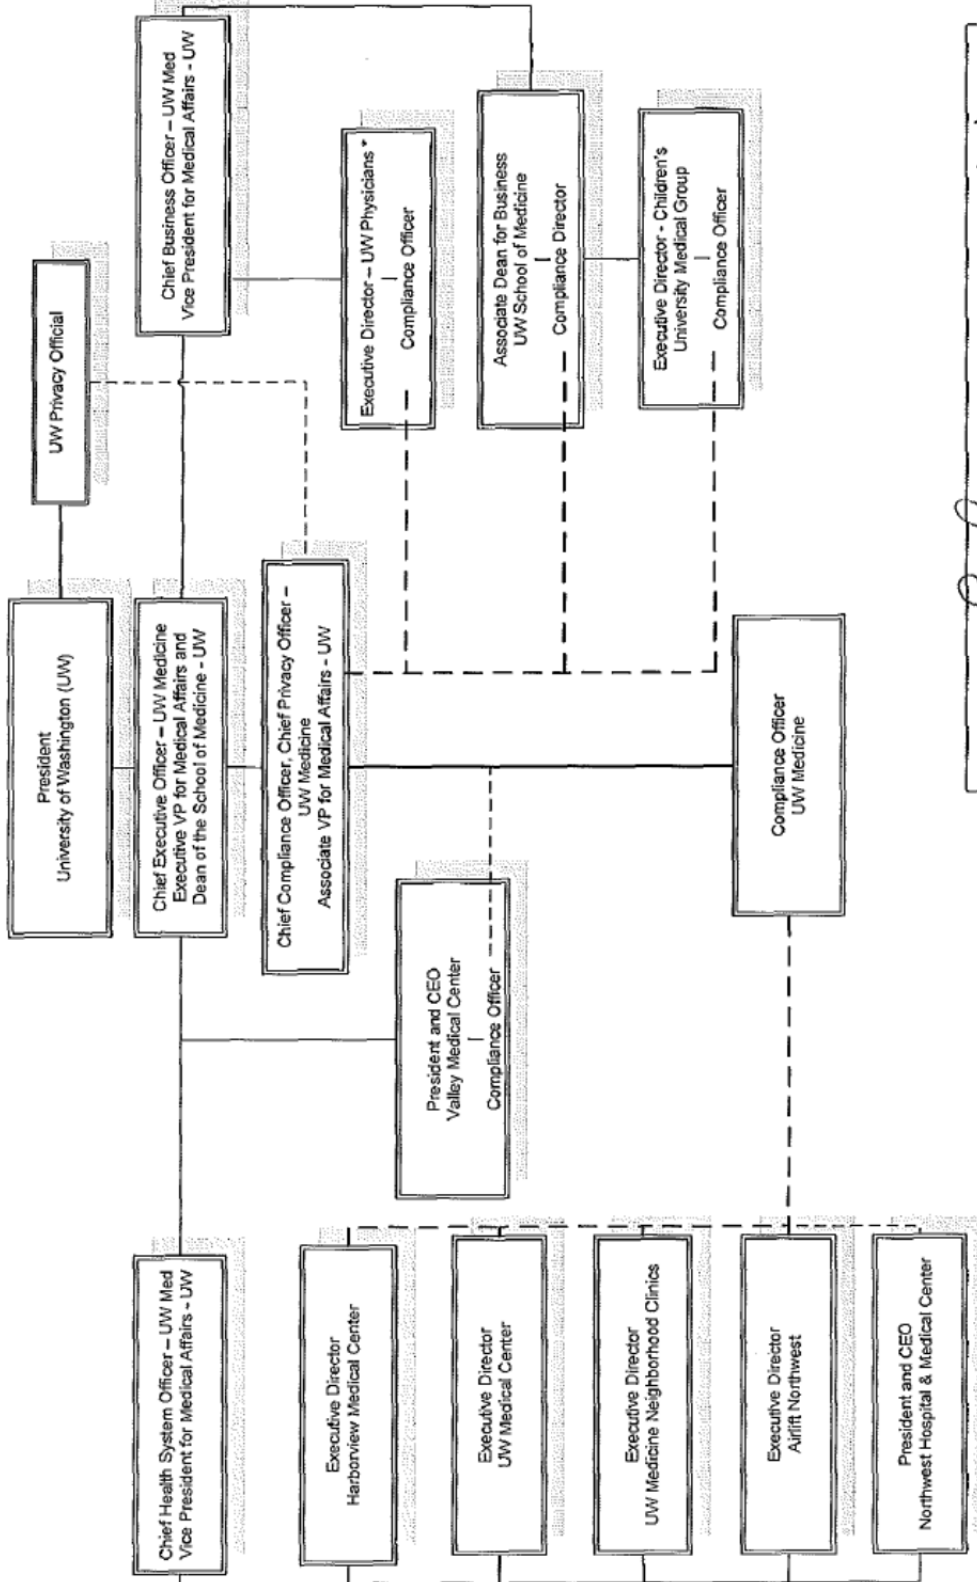 President
University of Washington (UW)
UW Privacy Official
Chief Executive Officer – UW Medicine
Executive VP for Medical Affairs and
Dean of the School of Medicine - UW
Chief Health System Officer – UW Med
Vice President for Medical Affairs - UW
Chief Business Officer – UW Med
Vice President for Medical Affairs - UW
Chief Compliance Officer, Chief Privacy Officer –
UW Medicine
Associate VP for Medical Affairs - UW
Executive Director
Harborview Medical Center
President and CEO
Valley Medical Center
Compliance Officer
Executive Director – UW Physicians *
Compliance Officer
Executive Director
UW Medical Center
Associate Dean for Business
UW School of Medicine
Compliance Director
Executive Director
UW Medicine Neighborhood Clinics
Executive Director - Children's
University Medical Group
Compliance Officer
Executive Director
Airlift Northwest
Compliance Officer
UW Medicine
President and CEO
Northwest Hospital & Medical Center